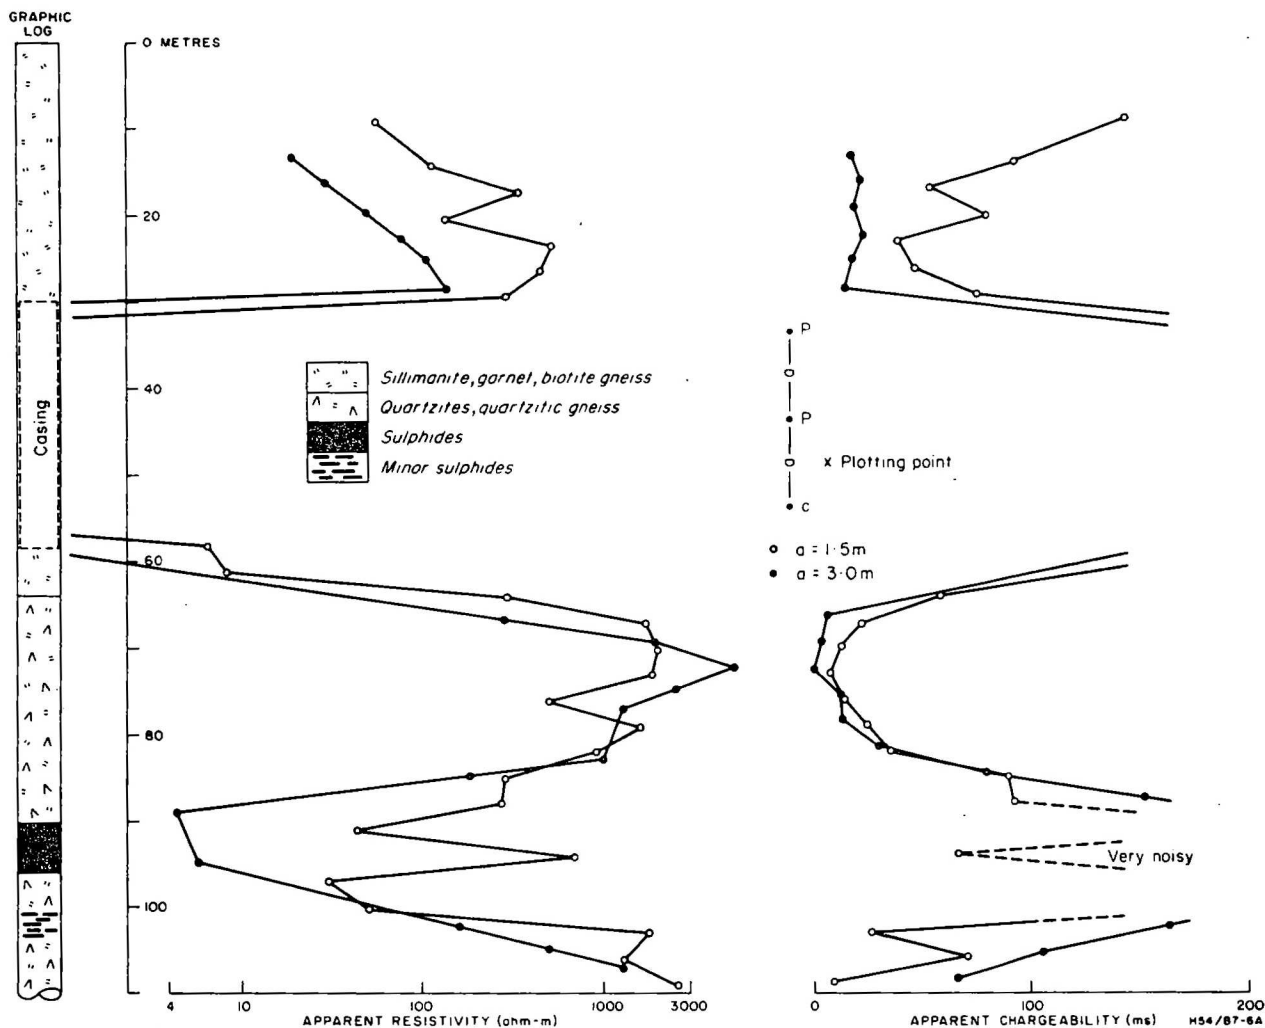 GRAPHIC
LOG
0 METRES
20
40
60
80
100
Casing
Sillimanite, garnet, biotite gneiss
Quartzites, quartzitic gneiss
Sulphides
Minor sulphides
P
a
P
a
x Plotting point
c
a = 1·5m
a = 3·0m
Very noisy
4
10
100
1000
3000
APPARENT RESISTIVITY (ohm-m)
0
100
200
APPARENT CHARGEABILITY (ms)
H54/B7-6A